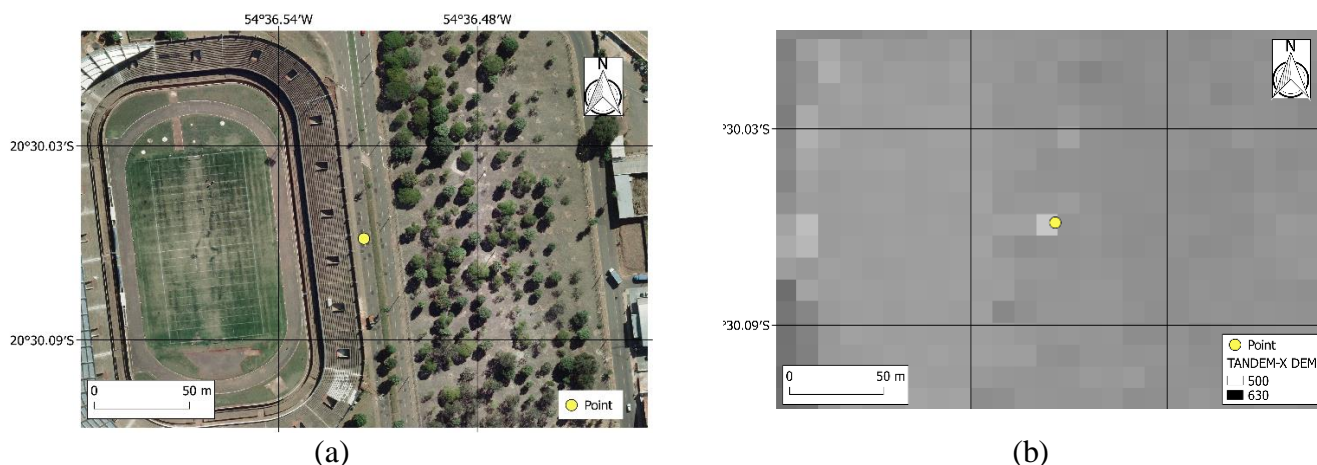 54°36.54′W 54°36.48′W
N
20°30.03′S
20°30.09′S
0 50 m
Point
(a)
N
°30.03′S
°30.09′S
0 50 m
Point
TANDEM-X DEM
500
630
(b)